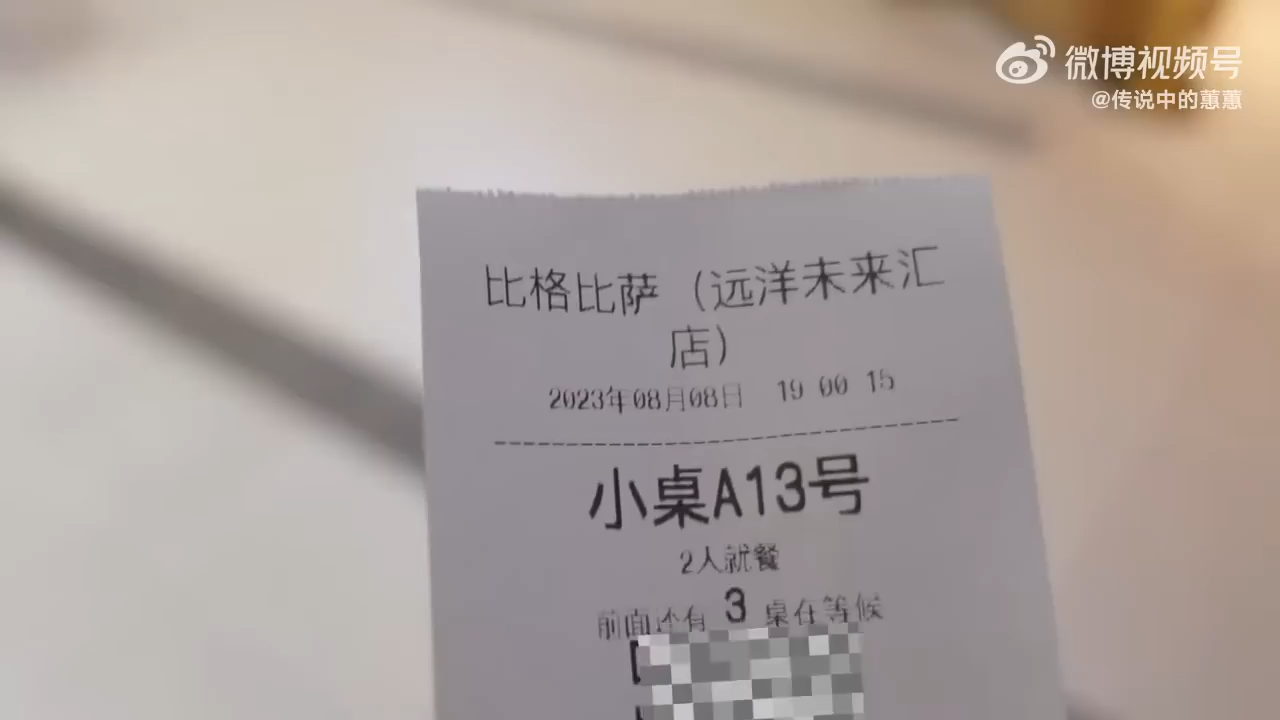 微博视频号
@传说中的蕙蕙
比格比萨（远洋未来汇
店）
2023年08月08日 19 00 15
小桌A13号
2人就餐
前面还有 3 桌在等候